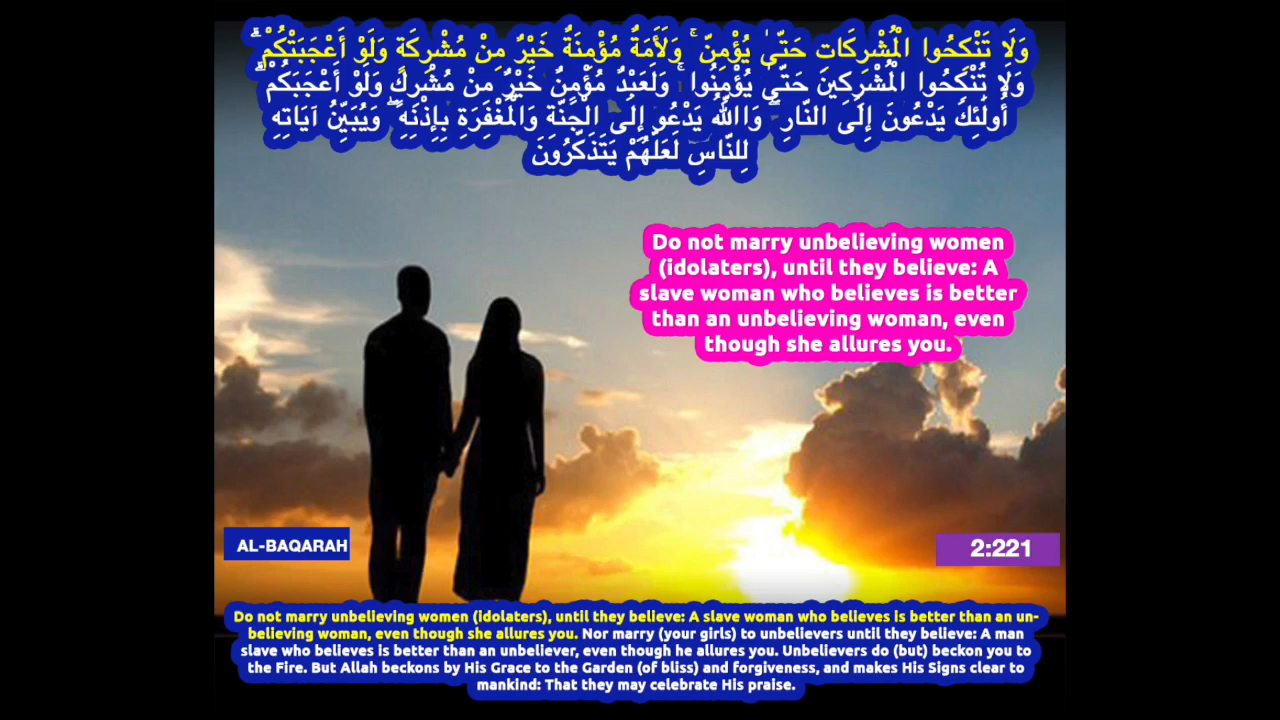 وَلَا تَنْكِحُوا الْمُشْرِكَاتِ حَتَّىٰ يُؤْمِنَّ ۚ وَلَأَمَةٌ مُؤْمِنَةٌ خَيْرٌ مِنْ مُشْرِكَةٍ وَلَوْ أَعْجَبَتْكُمْ ۗ
وَلَا تُنْكِحُوا الْمُشْرِكِينَ حَتَّىٰ يُؤْمِنُوا ۚ وَلَعَبْدٌ مُؤْمِنٌ خَيْرٌ مِنْ مُشْرِكٍ وَلَوْ أَعْجَبَكُمْ ۗ
أُولَٰئِكَ يَدْعُونَ إِلَى النَّارِ ۖ وَاللَّهُ يَدْعُو إِلَى الْجَنَّةِ وَالْمَغْفِرَةِ بِإِذْنِهِ ۖ وَيُبَيِّنُ آيَاتِهِ
لِلنَّاسِ لَعَلَّهُمْ يَتَذَكَّرُونَ
Do not marry unbelieving women
(idolaters), until they believe: A
slave woman who believes is better
than an unbelieving woman, even
though she allures you.
AL-BAQARAH
2:221
Do not marry unbelieving women (idolaters), until they believe: A slave woman who believes is better than an un-
believing woman, even though she allures you. Nor marry (your girls) to unbelievers until they believe: A man
slave who believes is better than an unbeliever, even though he allures you. Unbelievers do (but) beckon you to
the Fire. But Allah beckons by His Grace to the Garden (of bliss) and forgiveness, and makes His Signs clear to
mankind: That they may celebrate His praise.